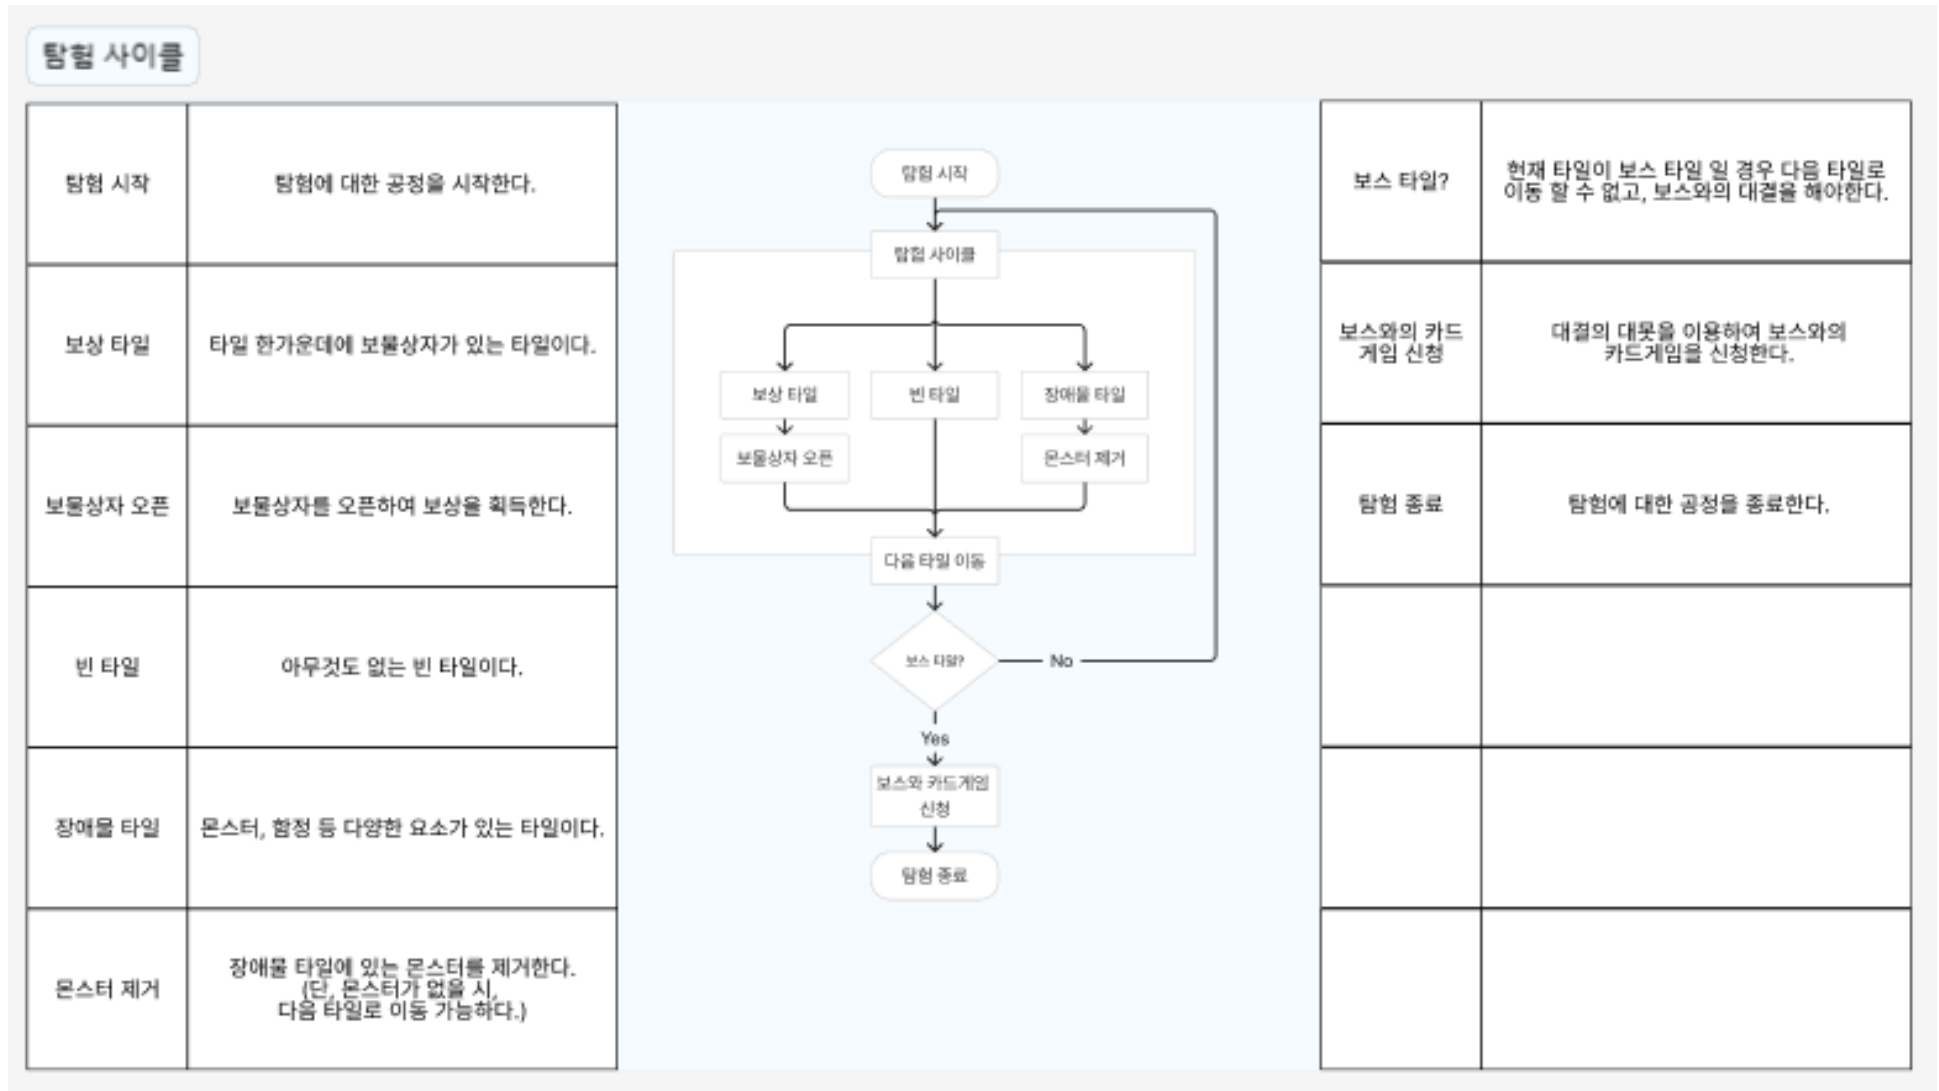 탐험 사이클
탐험 시작
탐험에 대한 공정을 시작한다.
보상 타일
타일 한가운데에 보물상자가 있는 타일이다.
보물상자 오픈
보물상자를 오픈하여 보상을 획득한다.
빈 타일
아무것도 없는 빈 타일이다.
장애물 타일
몬스터, 함정 등 다양한 요소가 있는 타일이다.
몬스터 제거
장애물 타일에 있는 몬스터를 제거한다.
(단, 몬스터가 없을 시,
다음 타일로 이동 가능하다.)
탐험 시작
탐험 사이클
보상 타일
빈 타일
장애물 타일
보물상자 오픈
몬스터 제거
다음 타일 이동
보스 타일?
No
Yes
보스와 카드게임
신청
탐험 종료
보스 타일?
현재 타일이 보스 타일 일 경우 다음 타일로
이동 할 수 없고, 보스와의 대결을 해야한다.
보스와의 카드
게임 신청
대결의 대못을 이용하여 보스와의
카드게임을 신청한다.
탐험 종료
탐험에 대한 공정을 종료한다.